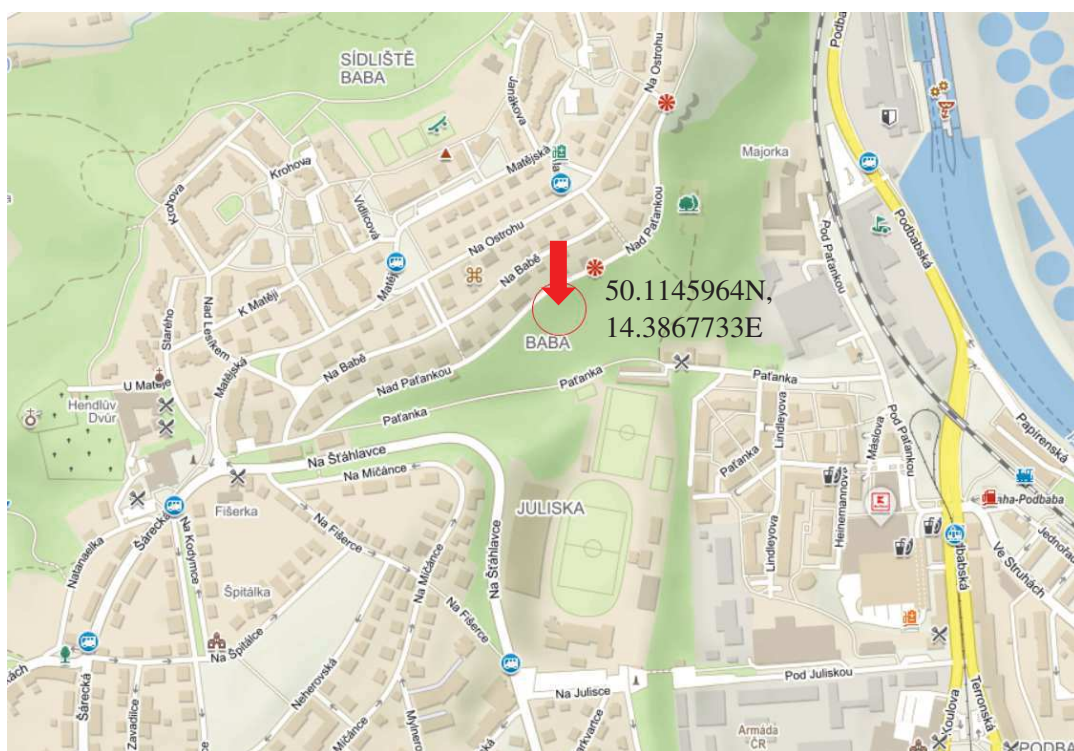 SÍDLIŠTĚ
BABA
Janákova
Na Ostrohu
Podbabská
Matějská
Krohova
Krohova
Vidlicová
Majorka
Na Ostrohu
Na Babě
Nad Paťankou
Pod Paťankou
Podbabská
K Matěji
Starého
Nad Lesíkem
50.1145964N,
14.3867733E
BABA
Matějská
Na Babě
Nad Paťankou
U Matěje
Hendlův
Dvůr
Paťanka
Paťanka
Paťanka
Lindleyova
Paťanka
Máslova
Pod Paťankou
Papírenská
Na Šťáhlavce
Na Míčánce
JULISKA
Fišerka
Šárecká
Na Kodymce
Natanaelka
Na Fišerce
Na Míčánce
Na Šťáhlavce
Lindleyova
Heinemannova
Ve Struhách
Špitálka
Na Fišerce
Na Špitálce
Neherovská
Na Míčánce
Šárecká
Zavadilce
Na Julisce
Pod Juliskou
Armáda
ČR
Koulova
Terronská